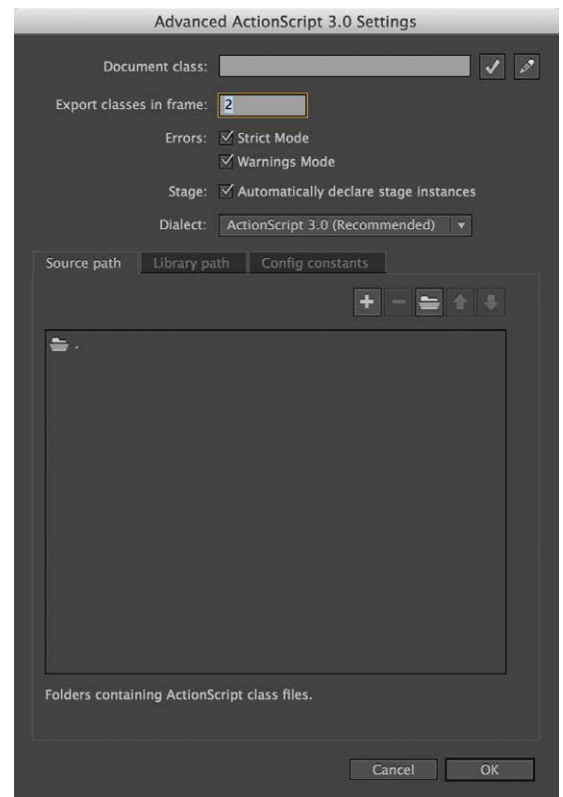 Advanced ActionScript 3.0 Settings
Document class:
Export classes in frame: 2
Errors: Strict Mode
Warnings Mode
Stage: Automatically declare stage instances
Dialect: ActionScript 3.0 (Recommended)
Source path Library path Config constants
.
Folders containing ActionScript class files.
Cancel OK